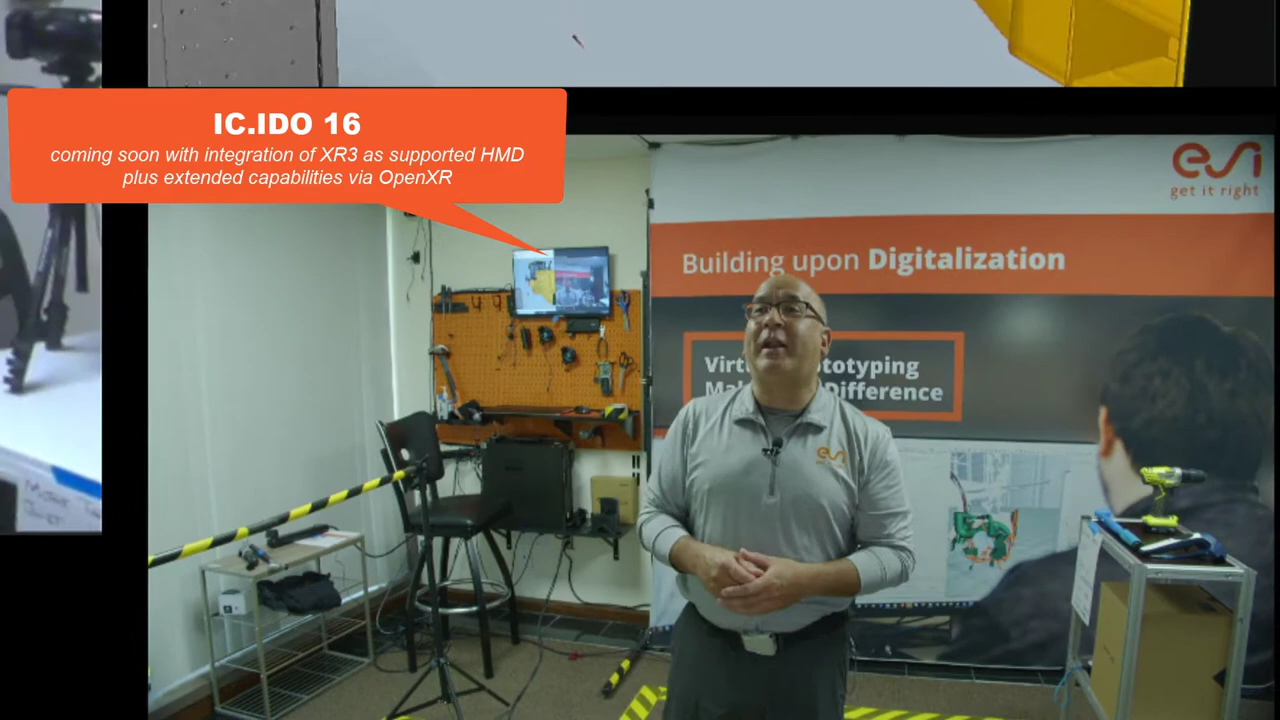 IC.IDO 16
coming soon with integration of XR3 as supported HMD
plus extended capabilities via OpenXR
esi
get it right
Building upon Digitalization
esi